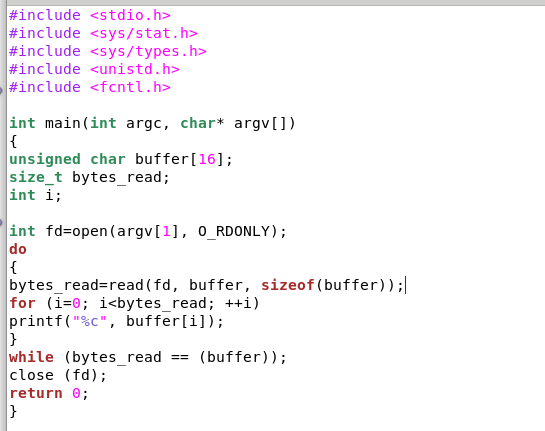 #include <stdio.h>
#include <sys/stat.h>
#include <sys/types.h>
#include <unistd.h>
#include <fcntl.h>
int main(int argc, char* argv[])
{
unsigned char buffer[16];
size_t bytes_read;
int i;
int fd=open(argv[1], O_RDONLY);
do
{
bytes_read=read(fd, buffer, sizeof(buffer));
for (i=0; i<bytes_read; ++i)
printf("%c", buffer[i]);
}
while (bytes_read == (buffer));
close (fd);
return 0;
}